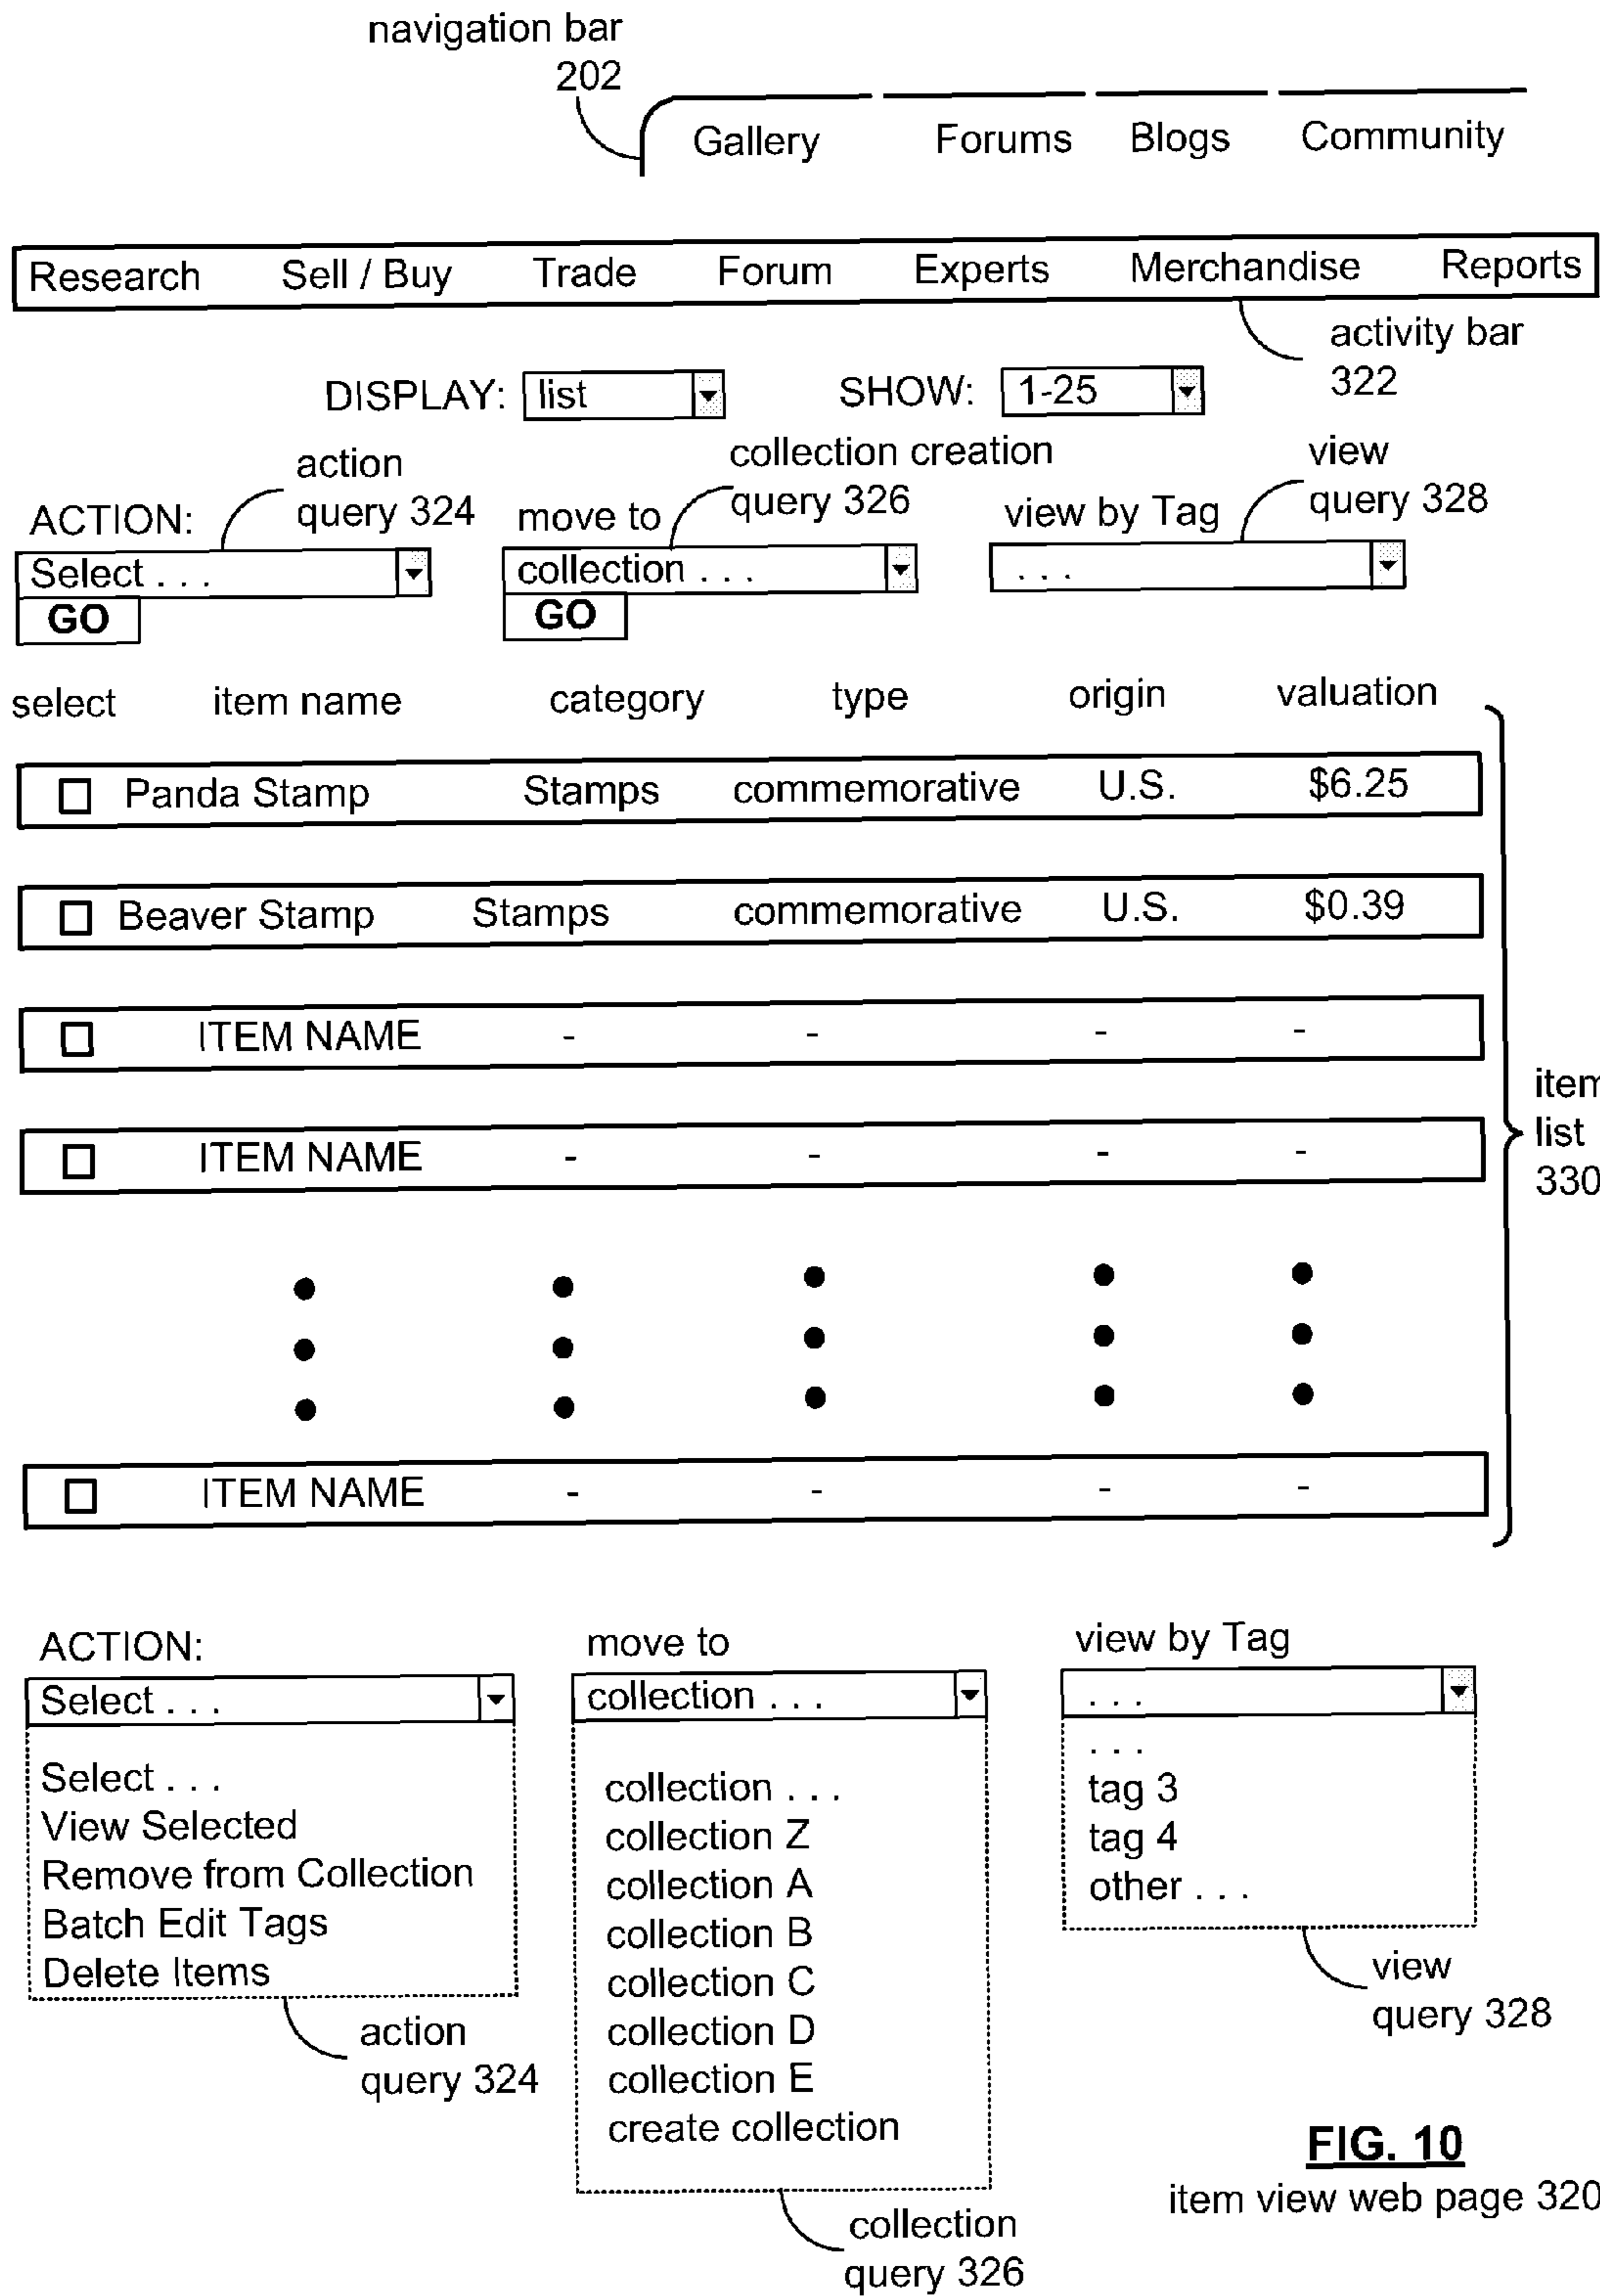 navigation bar
202
Gallery Forums Blogs Community
Research Sell / Buy Trade Forum Experts Merchandise Reports
activity bar
322
DISPLAY: list SHOW: 1-25
action
query 324
collection creation
query 326
view
query 328
ACTION: move to view by Tag
Select . . . collection . . . . . .
GO GO
select item name category type origin valuation
Panda Stamp Stamps commemorative U.S. $6.25
Beaver Stamp Stamps commemorative U.S. $0.39
ITEM NAME - - - -
ITEM NAME - - - -
item
list
330
ITEM NAME - - - -
ACTION:
Select . . .
Select . . .
View Selected
Remove from Collection
Batch Edit Tags
Delete Items
action
query 324
move to
collection . . .
collection . . .
collection Z
collection A
collection B
collection C
collection D
collection E
create collection
collection
query 326
view by Tag
. . .
. . .
tag 3
tag 4
other . . .
view
query 328
FIG. 10
item view web page 320